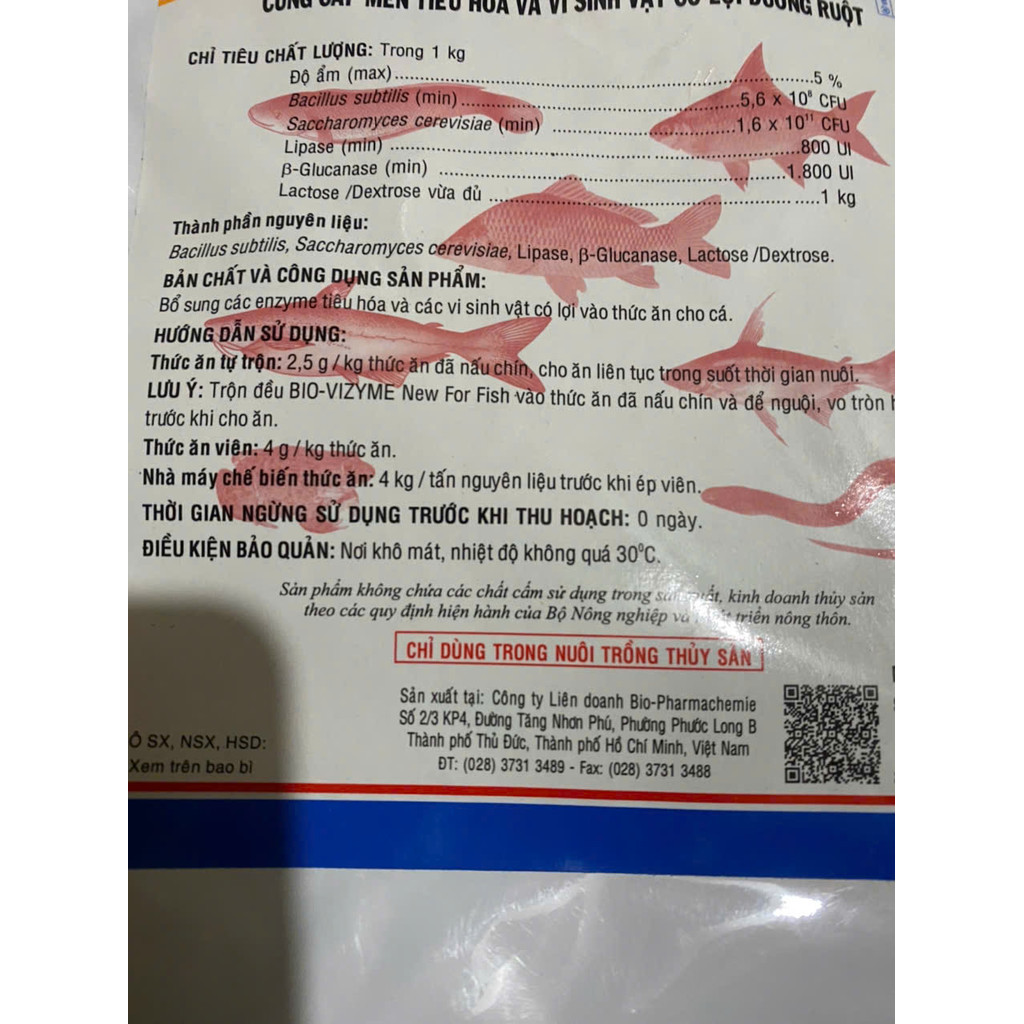 CUNG CẤP MEN TIÊU HÓA VÀ VI SINH VẬT CÓ LỢI ĐƯỜNG RUỘT
CHỈ TIÊU CHẤT LƯỢNG: Trong 1 kg
Độ ẩm (max)..........5 %
Bacillus subtilis (min)..........5,6 x 10⁸ CFU
Saccharomyces cerevisiae (min) ..........1,6 x 10¹¹ CFU
Lipase (min) ..........800 UI
β-Glucanase (min) ..........1.800 UI
Lactose /Dextrose vừa đủ ..........1 kg
Thành phần nguyên liệu:
Bacillus subtilis, Saccharomyces cerevisiae, Lipase, β-Glucanase, Lactose /Dextrose.
BẢN CHẤT VÀ CÔNG DỤNG SẢN PHẨM:
Bổ sung các enzyme tiêu hóa và các vi sinh vật có lợi vào thức ăn cho cá.
HƯỚNG DẪN SỬ DỤNG:
Thức ăn tự trộn: 2,5 g / kg thức ăn đã nấu chín, cho ăn liên tục trong suốt thời gian nuôi.
LƯU Ý: Trộn đều BIO-VIZYME New For Fish vào thức ăn đã nấu chín và để nguội, vo tròn
trước khi cho ăn.
Thức ăn viên: 4 g / kg thức ăn.
Nhà máy chế biến thức ăn: 4 kg / tấn nguyên liệu trước khi ép viên.
THỜI GIAN NGỪNG SỬ DỤNG TRƯỚC KHI THU HOẠCH: 0 ngày.
ĐIỀU KIỆN BẢO QUẢN: Nơi khô mát, nhiệt độ không quá 30⁰C.
Sản phẩm không chứa các chất cấm sử dụng trong sản xuất, kinh doanh thủy sản
theo các quy định hiện hành của Bộ Nông nghiệp và Phát triển nông thôn.
CHỈ DÙNG TRONG NUÔI TRỒNG THỦY SẢN
Sản xuất tại: Công ty Liên doanh Bio-Pharmachemie
Số 2/3 KP4, Đường Tăng Nhơn Phú, Phường Phước Long B
Thành phố Thủ Đức, Thành phố Hồ Chí Minh, Việt Nam
ĐT: (028) 3731 3489 - Fax: (028) 3731 3488
Ô SX, NSX, HSD:
Xem trên bao bì